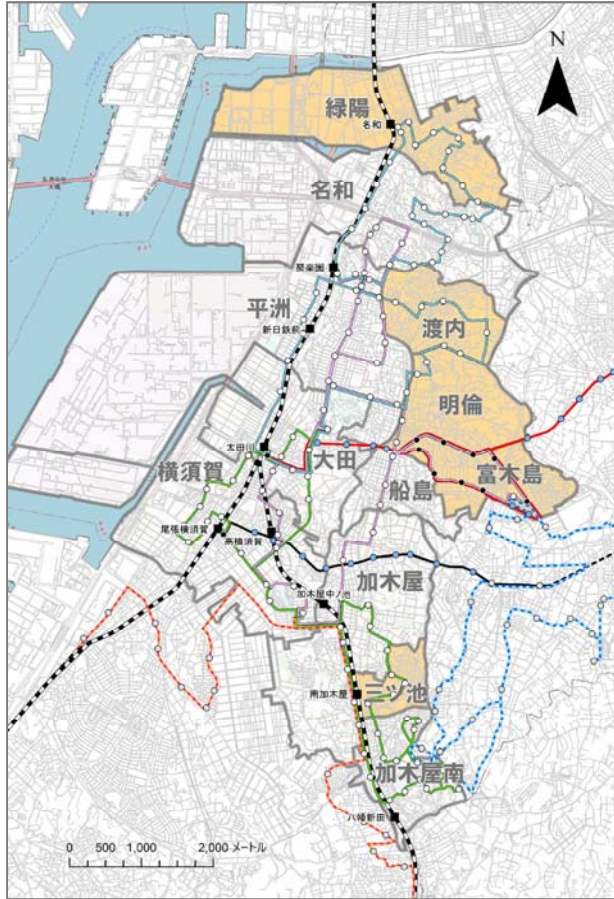 N
緑陽
名和
名和
聚楽園
平洲
新日鉄前
渡内
明倫
太田川
大田
横須賀
富木島
船島
尾張横須賀
高横須賀
加木屋
加木屋中ノ池
三ツ池
南加木屋
加木屋南
八幡新田
0 500 1,000 2,000 メートル